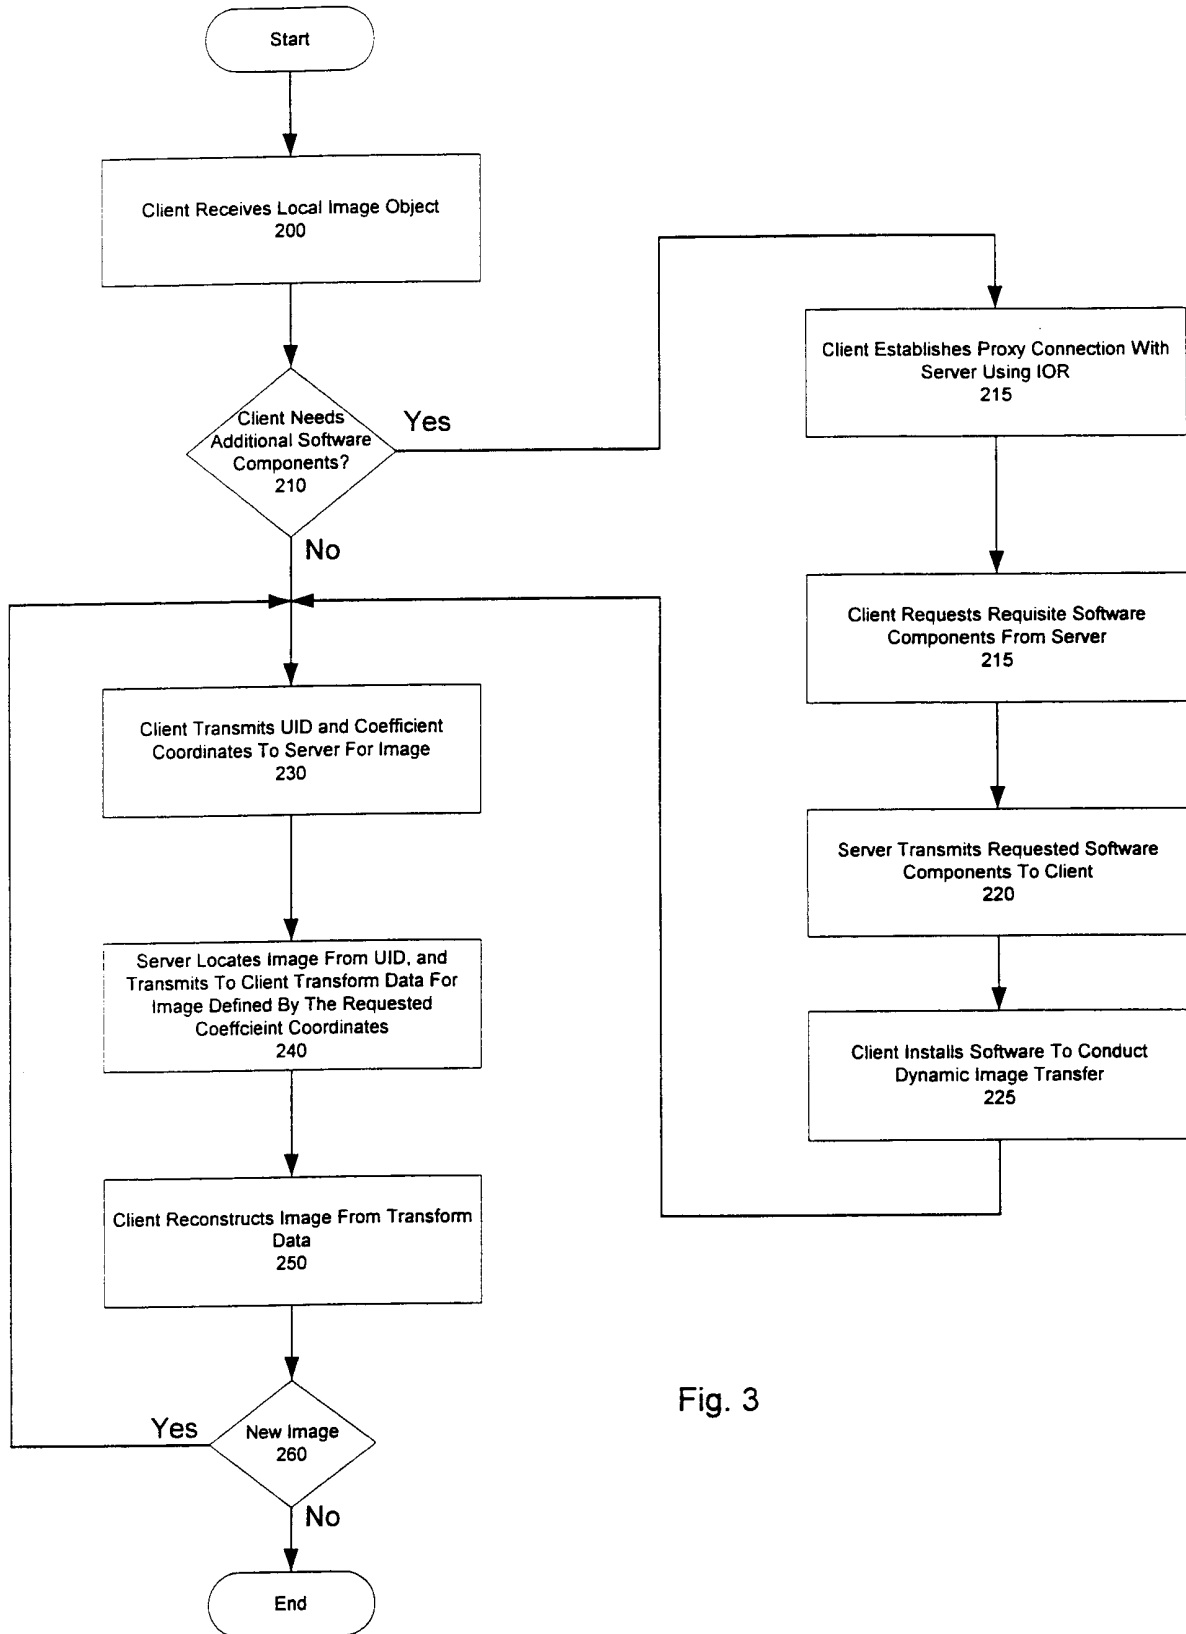 Start
Client Receives Local Image Object
200
Client Needs
Additional Software
Components?
210
Yes
No
Client Establishes Proxy Connection With
Server Using IOR
215
Client Requests Requisite Software
Components From Server
215
Server Transmits Requested Software
Components To Client
220
Client Installs Software To Conduct
Dynamic Image Transfer
225
Client Transmits UID and Coefficient
Coordinates To Server For Image
230
Server Locates Image From UID, and
Transmits To Client Transform Data For
Image Defined By The Requested
Coeffcieint Coordinates
240
Client Reconstructs Image From Transform
Data
250
New Image
260
Yes
No
End
Fig. 3